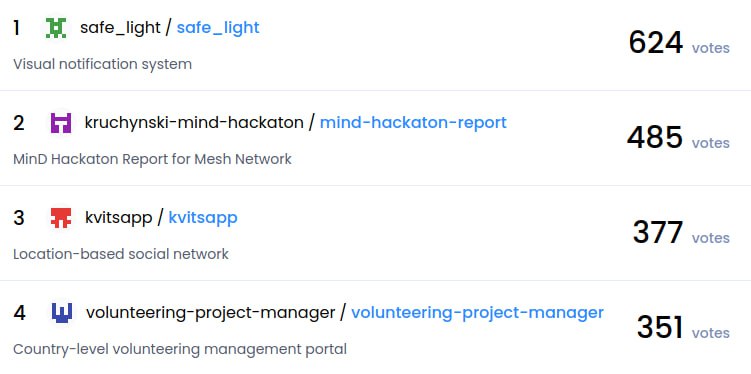 1 safe_light / safe_light
624 votes
Visual notification system
2 kruchynski-mind-hackaton / mind-hackaton-report
485 votes
MinD Hackaton Report for Mesh Network
3 kvitsapp / kvitsapp
377 votes
Location-based social network
4 volunteering-project-manager / volunteering-project-manager
351 votes
Country-level volunteering management portal